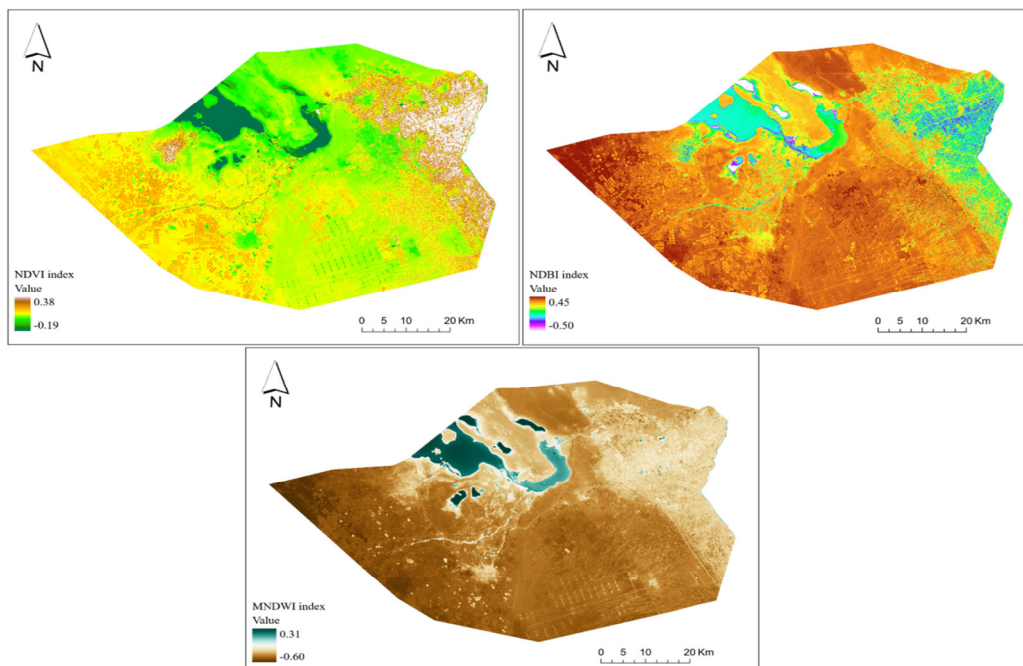 N
NDVI index
Value
0.38
-0.19
0 5 10 20 Km
N
NDBI index
Value
0.45
-0.50
0 5 10 20 Km
N
MNDWI index
Value
0.31
-0.60
0 5 10 20 Km